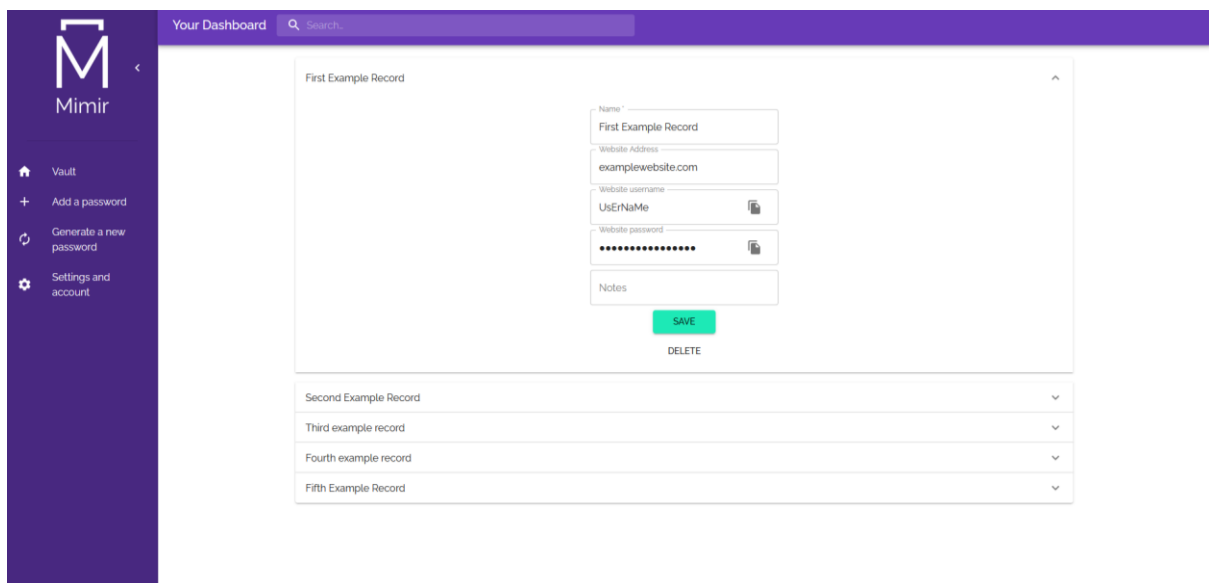 Your Dashboard
Search...
Mimir
Vault
Add a password
Generate a new
password
Settings and
account
First Example Record
Name *
First Example Record
Website Address
examplewebsite.com
Website username
UsErNaMe
Website password
••••••••••••••••
Notes
SAVE
DELETE
Second Example Record
Third example record
Fourth example record
Fifth Example Record